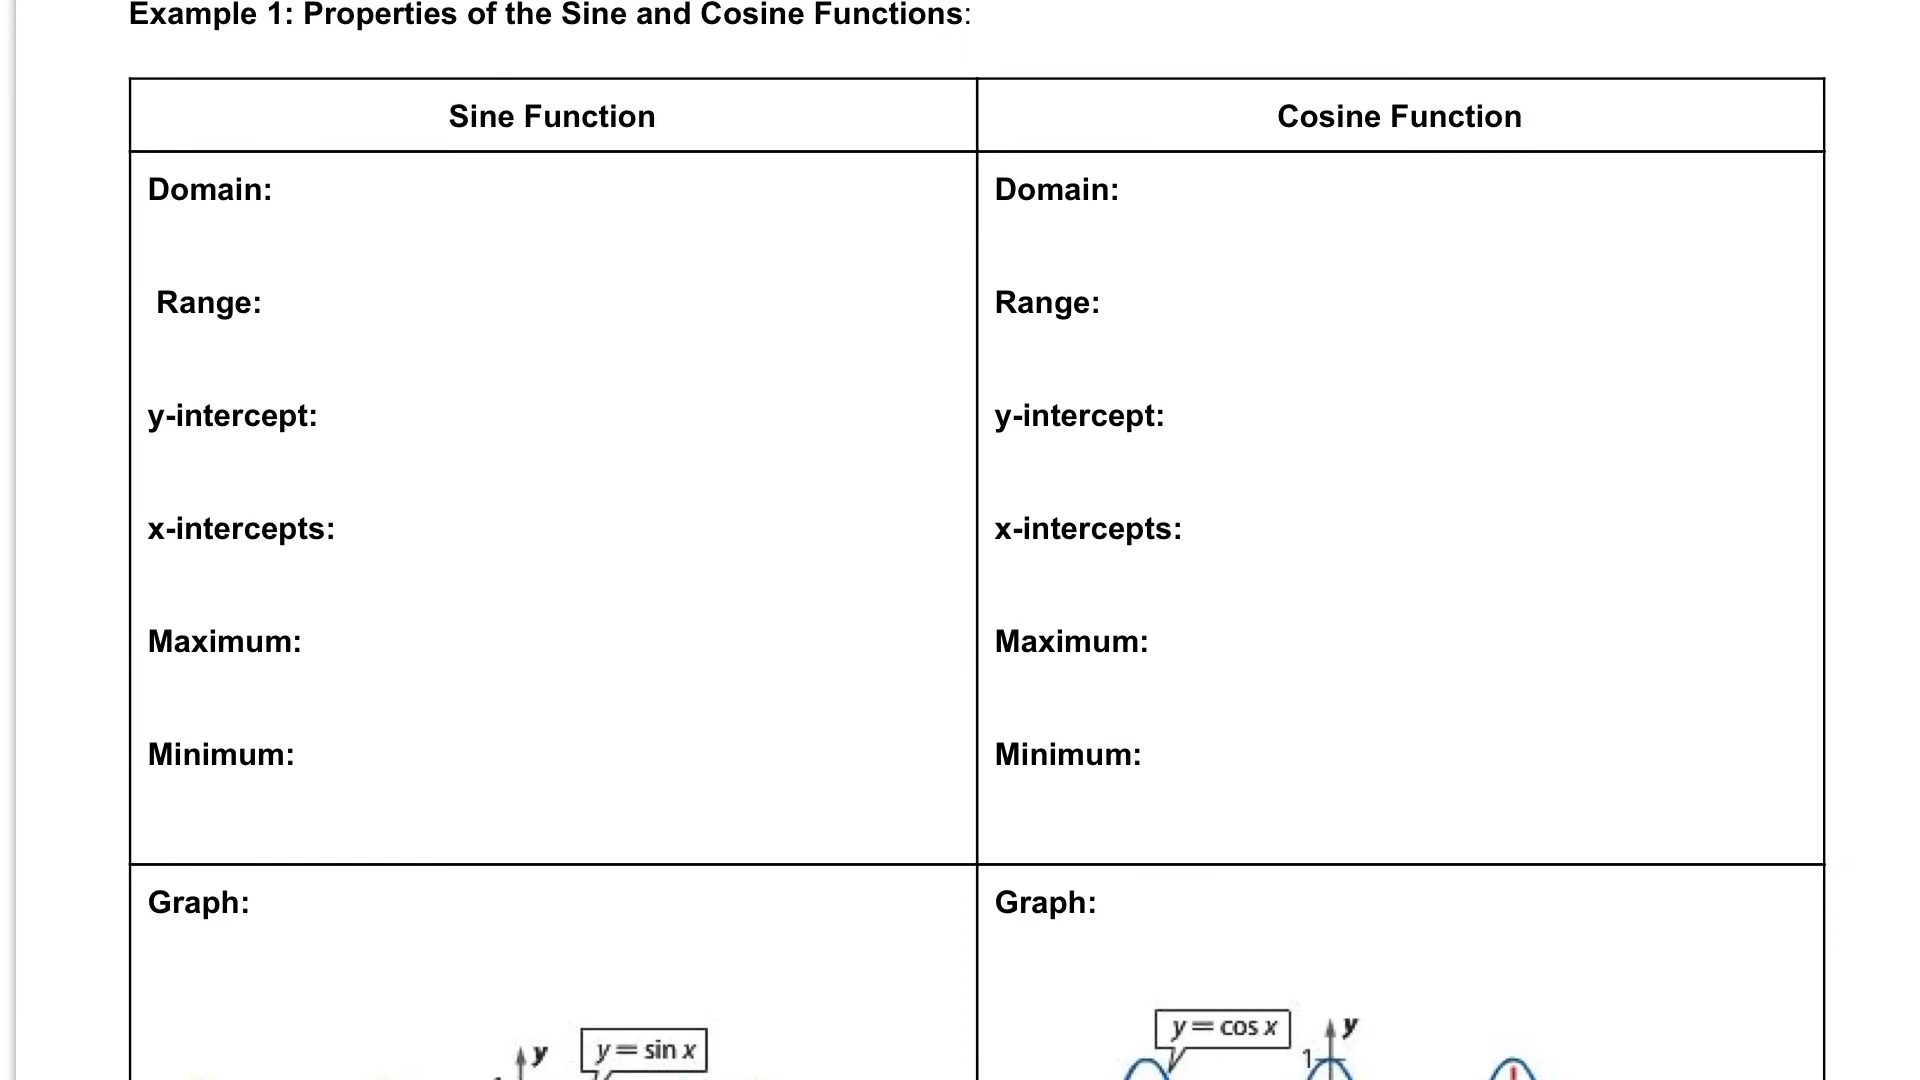 Example 1: Properties of the Sine and Cosine Functions:
Sine Function
Cosine Function
Domain:
Range:
y-intercept:
x-intercepts:
Maximum:
Minimum:
Domain:
Range:
y-intercept:
x-intercepts:
Maximum:
Minimum:
Graph:
y
y = sin x
Graph:
y = cos x
y
1